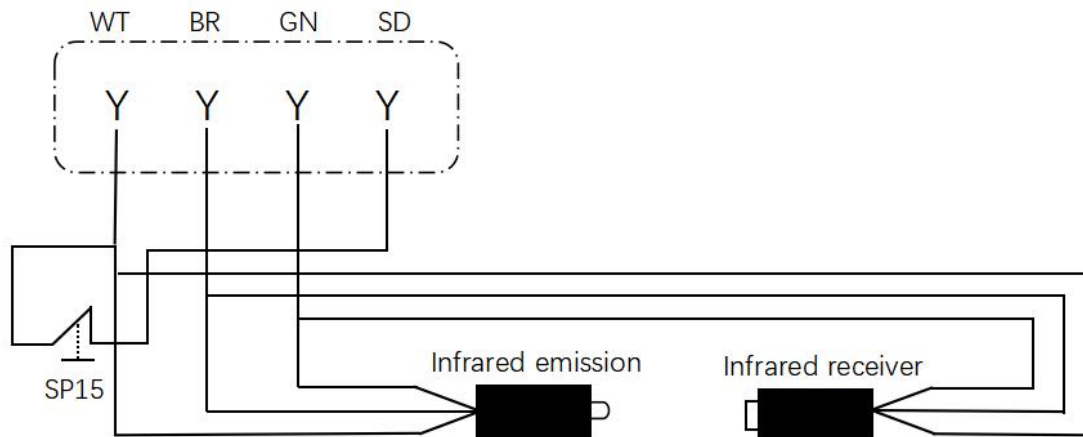 WT BR GN SD
Y Y Y Y
Infrared emission Infrared receiver
SP15